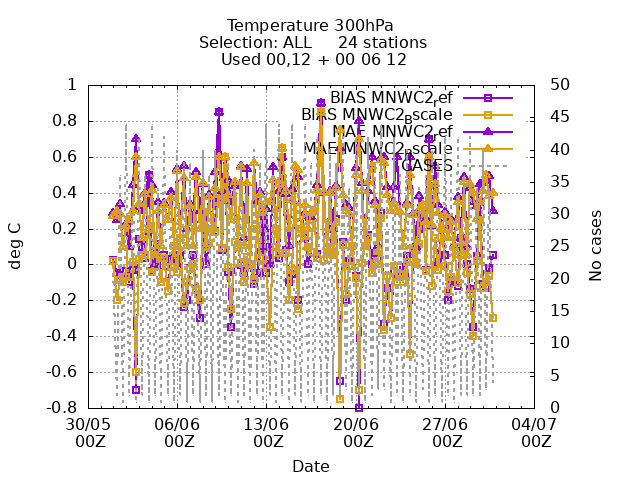 Temperature 300hPa
Selection: ALL 24 stations
Used 00,12 + 00 06 12
BIAS MNWC2_ref
BIAS MNWC2_Bscale
MAE MNWC2_ref
MAE MNWC2_Bscale
CASES
deg C
1
0.8
0.6
0.4
0.2
0
-0.2
-0.4
-0.6
-0.8
50
45
40
35
30
25
20
15
10
5
0
No cases
30/05 06/06 13/06 20/06 27/06 04/07
00Z 00Z 00Z 00Z 00Z 00Z
Date